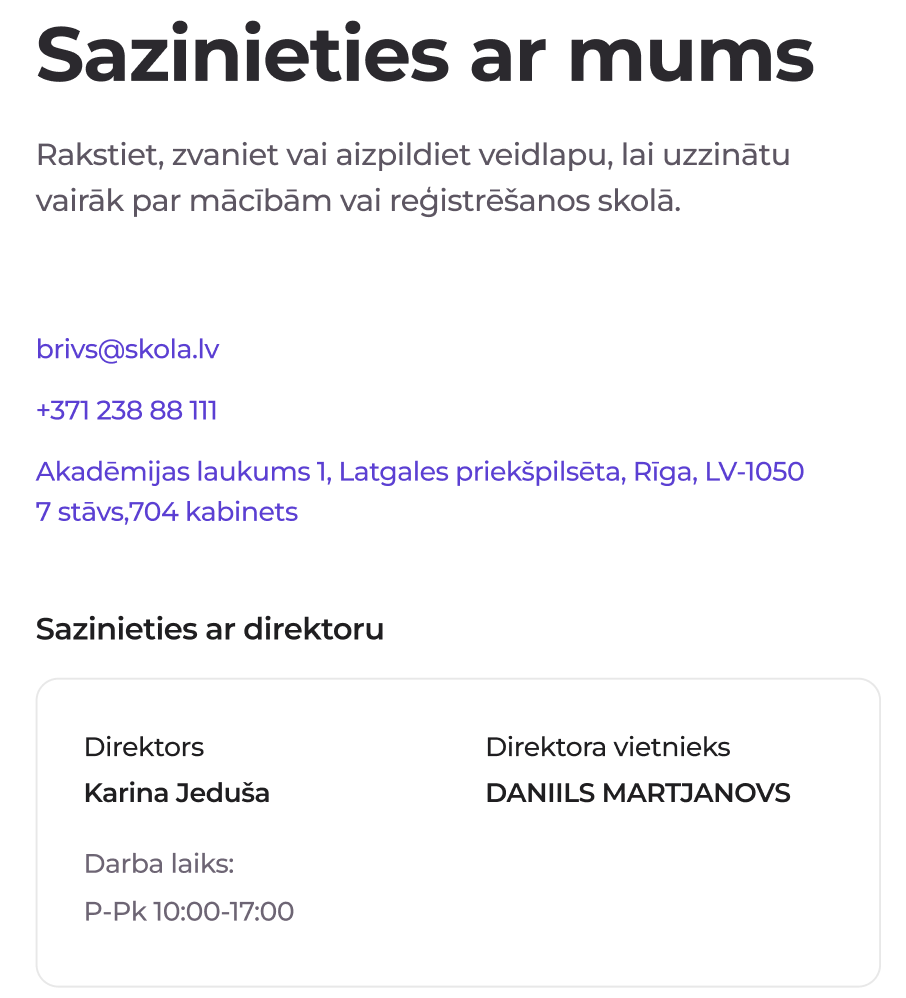 Sazinieties ar mums
Rakstiet, zvaniet vai aizpildiet veidlapu, lai uzzinātu
vairāk par mācībām vai reģistrēšanos skolā.
brivs@skola.lv
+371 238 88 111
Akadēmijas laukums 1, Latgales priekšpilsēta, Rīga, LV-1050
7 stāvs,704 kabinets
Sazinieties ar direktoru
Direktors
Karina Jeduša
Direktora vietnieks
DANIILS MARTJANOVS
Darba laiks:
P-Pk 10:00-17:00